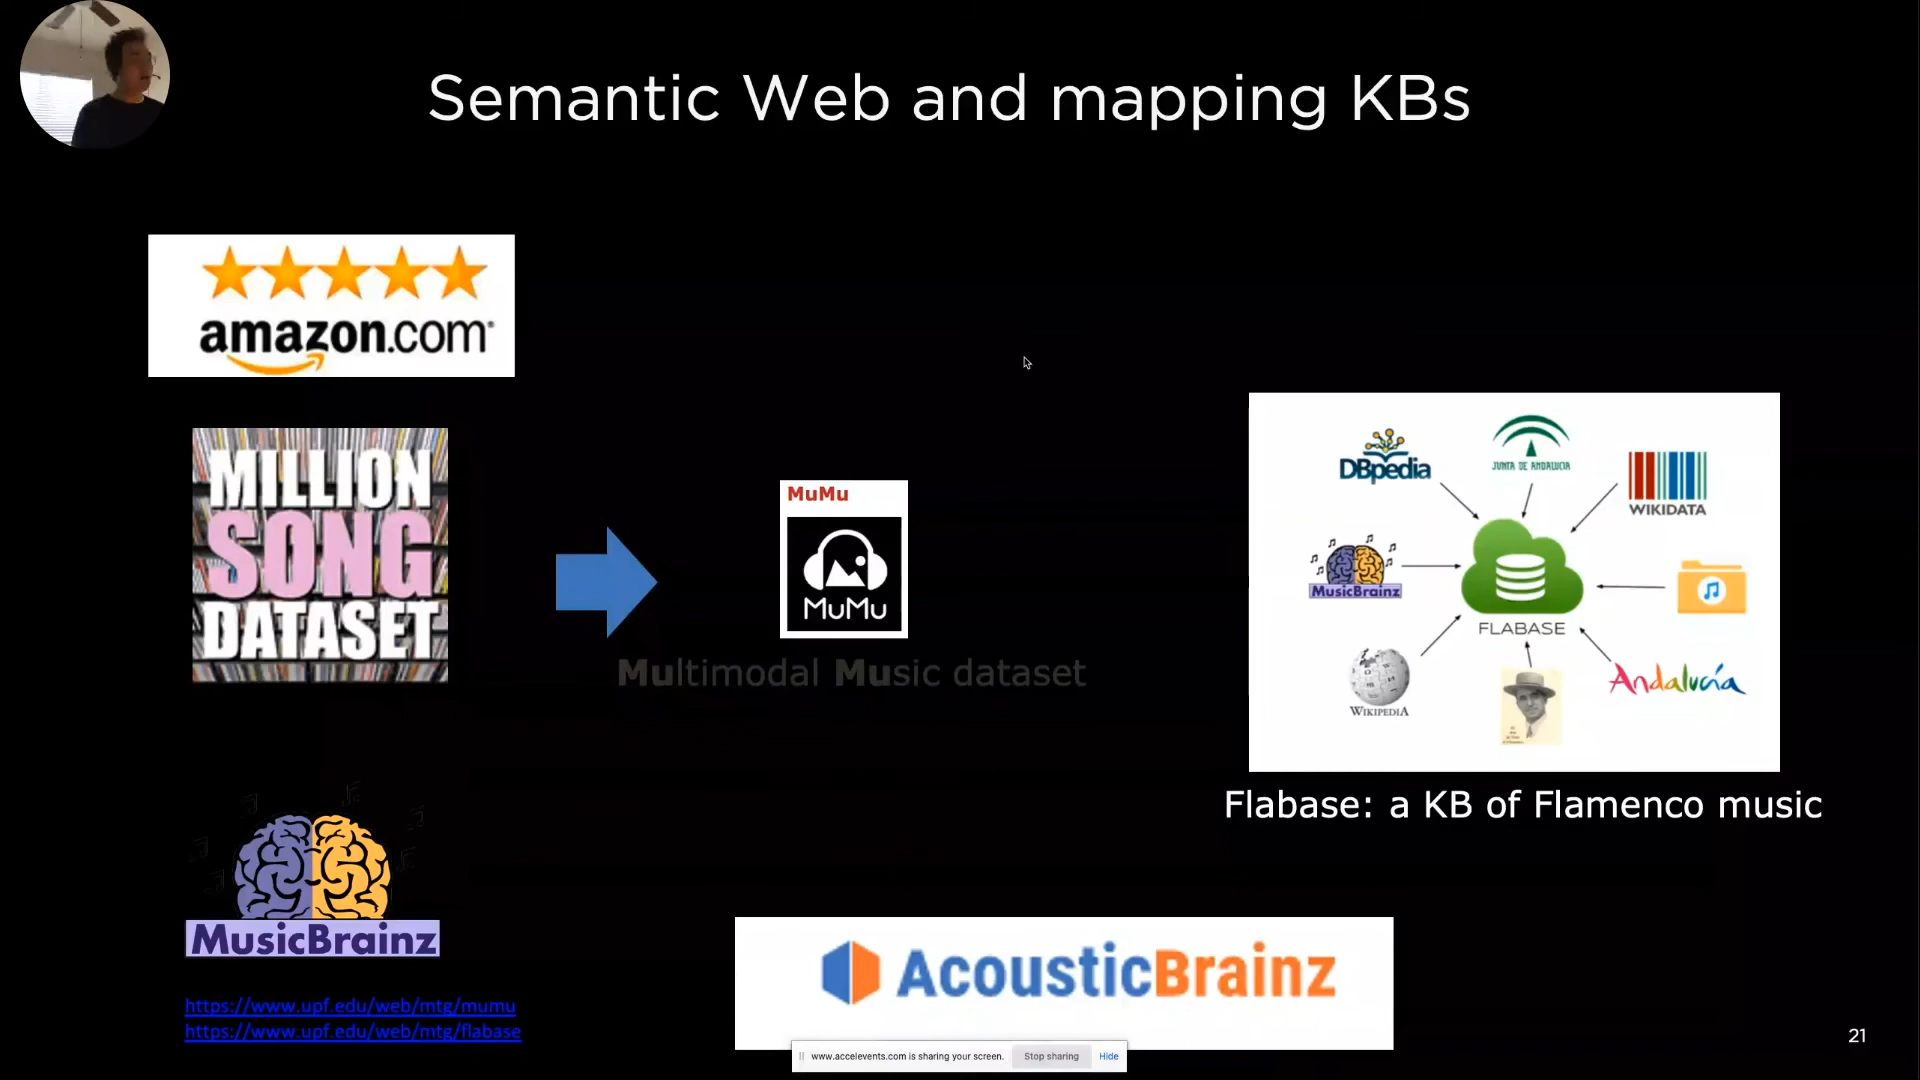 Semantic Web and mapping KBs
amazon.com
MILLION
SONG
DATASET
MusicBrainz
https://www.upf.edu/web/mtg/mumu
https://www.upf.edu/web/mtg/flabase
MuMu
MuMu
Multimodal Music dataset
DBpedia
JUNTA DE ANDALUCIA
WIKIDATA
MusicBrainz
FLABASE
WIKIPEDIA
Andalucía
Flabase: a KB of Flamenco music
AcousticBrainz
www.accelevents.com is sharing your screen.
Stop sharing
Hide
21